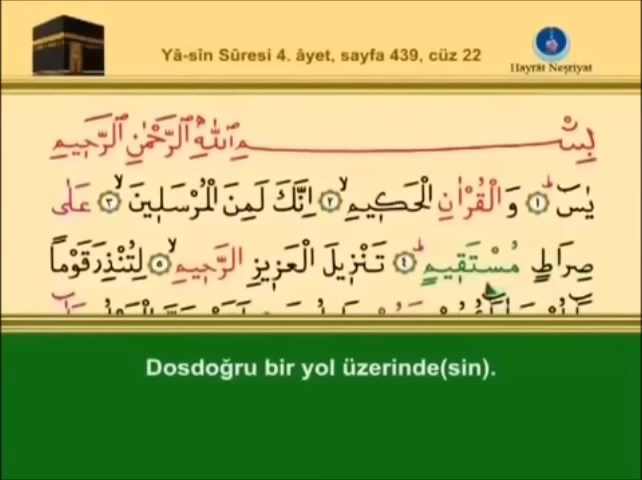 Yâ-sîn Sûresi 4. âyet, sayfa 439, cüz 22
Hayrât Neşriyat
بِسْمِ اللّٰهِ الرَّحْمٰنِ الرَّح۪يمِ
يٰسٓ ﴿١﴾ وَالْقُرْاٰنِ الْحَك۪يمِ ﴿٢﴾ اِنَّكَ لَمِنَ الْمُرْسَل۪ينَ ﴿٣﴾ عَلٰى
صِرَاطٍ مُسْتَق۪يمٍ ﴿٤﴾ تَنْز۪يلَ الْعَز۪يزِ الرَّح۪يمِ ﴿٥﴾ لِتُنْذِرَ قَوْمًا
Dosdoğru bir yol üzerinde(sin).